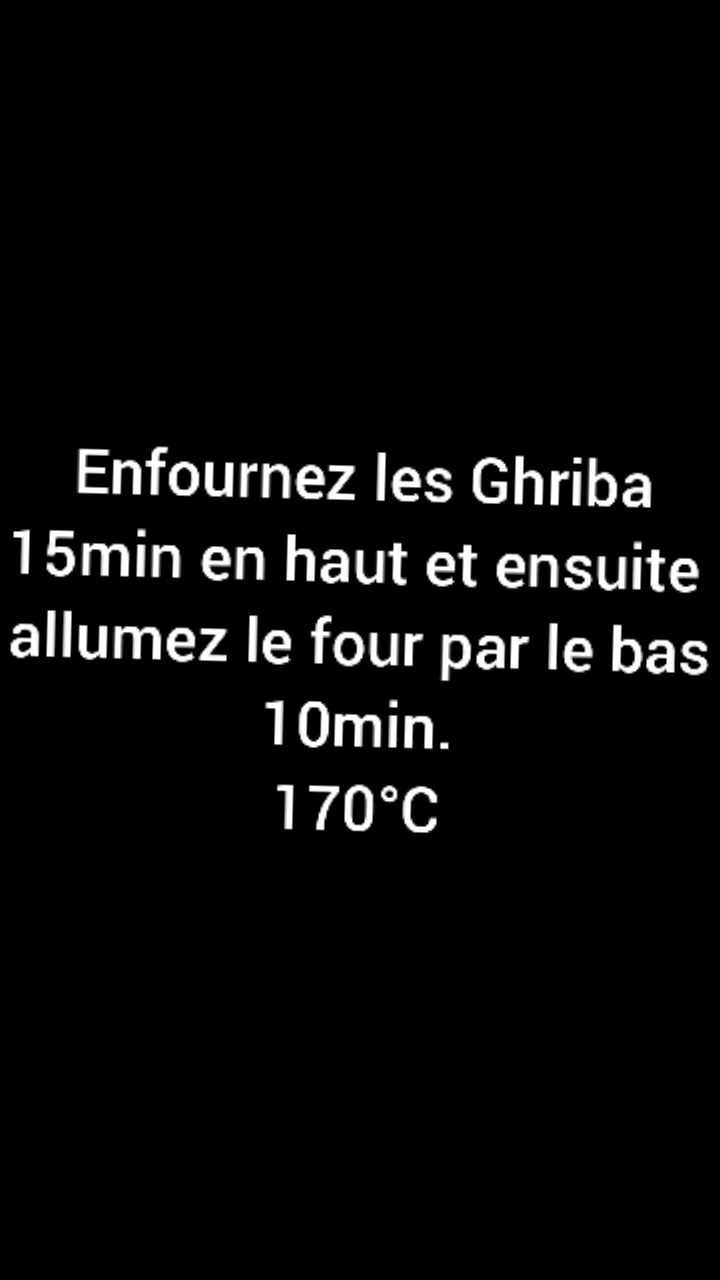 Enfournez les Ghriba
15min en haut et ensuite
allumez le four par le bas
10min.
170°C